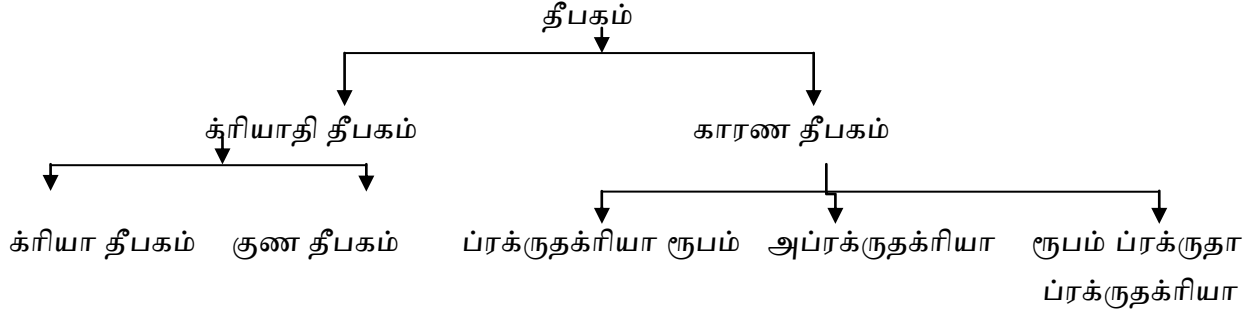 தீபகம்
க்ரியாதி தீபகம் காரண தீபகம்
க்ரியா தீபகம் குண தீபகம் ப்ரக்ருதக்ரியா ரூபம் அப்ரக்ருதக்ரியா ரூபம் ப்ரக்ருதா
ப்ரக்ருதக்ரியா